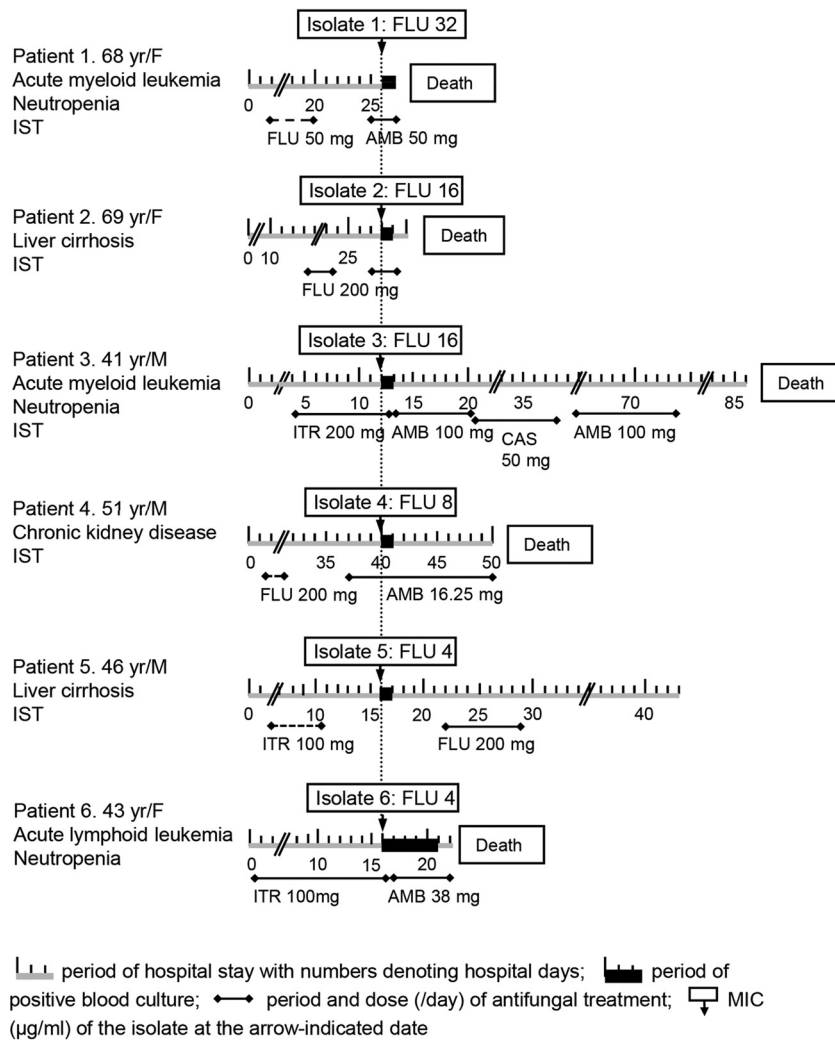 Isolate 1: FLU 32
Patient 1. 68 yr/F
Acute myeloid leukemia
Neutropenia
IST
Death
0 20 25
FLU 50 mg AMB 50 mg
Isolate 2: FLU 16
Patient 2. 69 yr/F
Liver cirrhosis
IST
Death
0 10 25
FLU 200 mg
Isolate 3: FLU 16
Patient 3. 41 yr/M
Acute myeloid leukemia
Neutropenia
IST
Death
0 5 10 15 20 35 70 85
ITR 200 mg AMB 100 mg CAS AMB 100 mg
50 mg
Isolate 4: FLU 8
Patient 4. 51 yr/M
Chronic kidney disease
IST
Death
0 35 40 45 50
FLU 200 mg AMB 16.25 mg
Isolate 5: FLU 4
Patient 5. 46 yr/M
Liver cirrhosis
IST
0 10 15 20 25 30 40
ITR 100 mg FLU 200 mg
Isolate 6: FLU 4
Patient 6. 43 yr/F
Acute lymphoid leukemia
Neutropenia
Death
0 10 15 20
ITR 100mg AMB 38 mg
period of hospital stay with numbers denoting hospital days; period of
positive blood culture; period and dose (/day) of antifungal treatment; MIC
(µg/ml) of the isolate at the arrow-indicated date